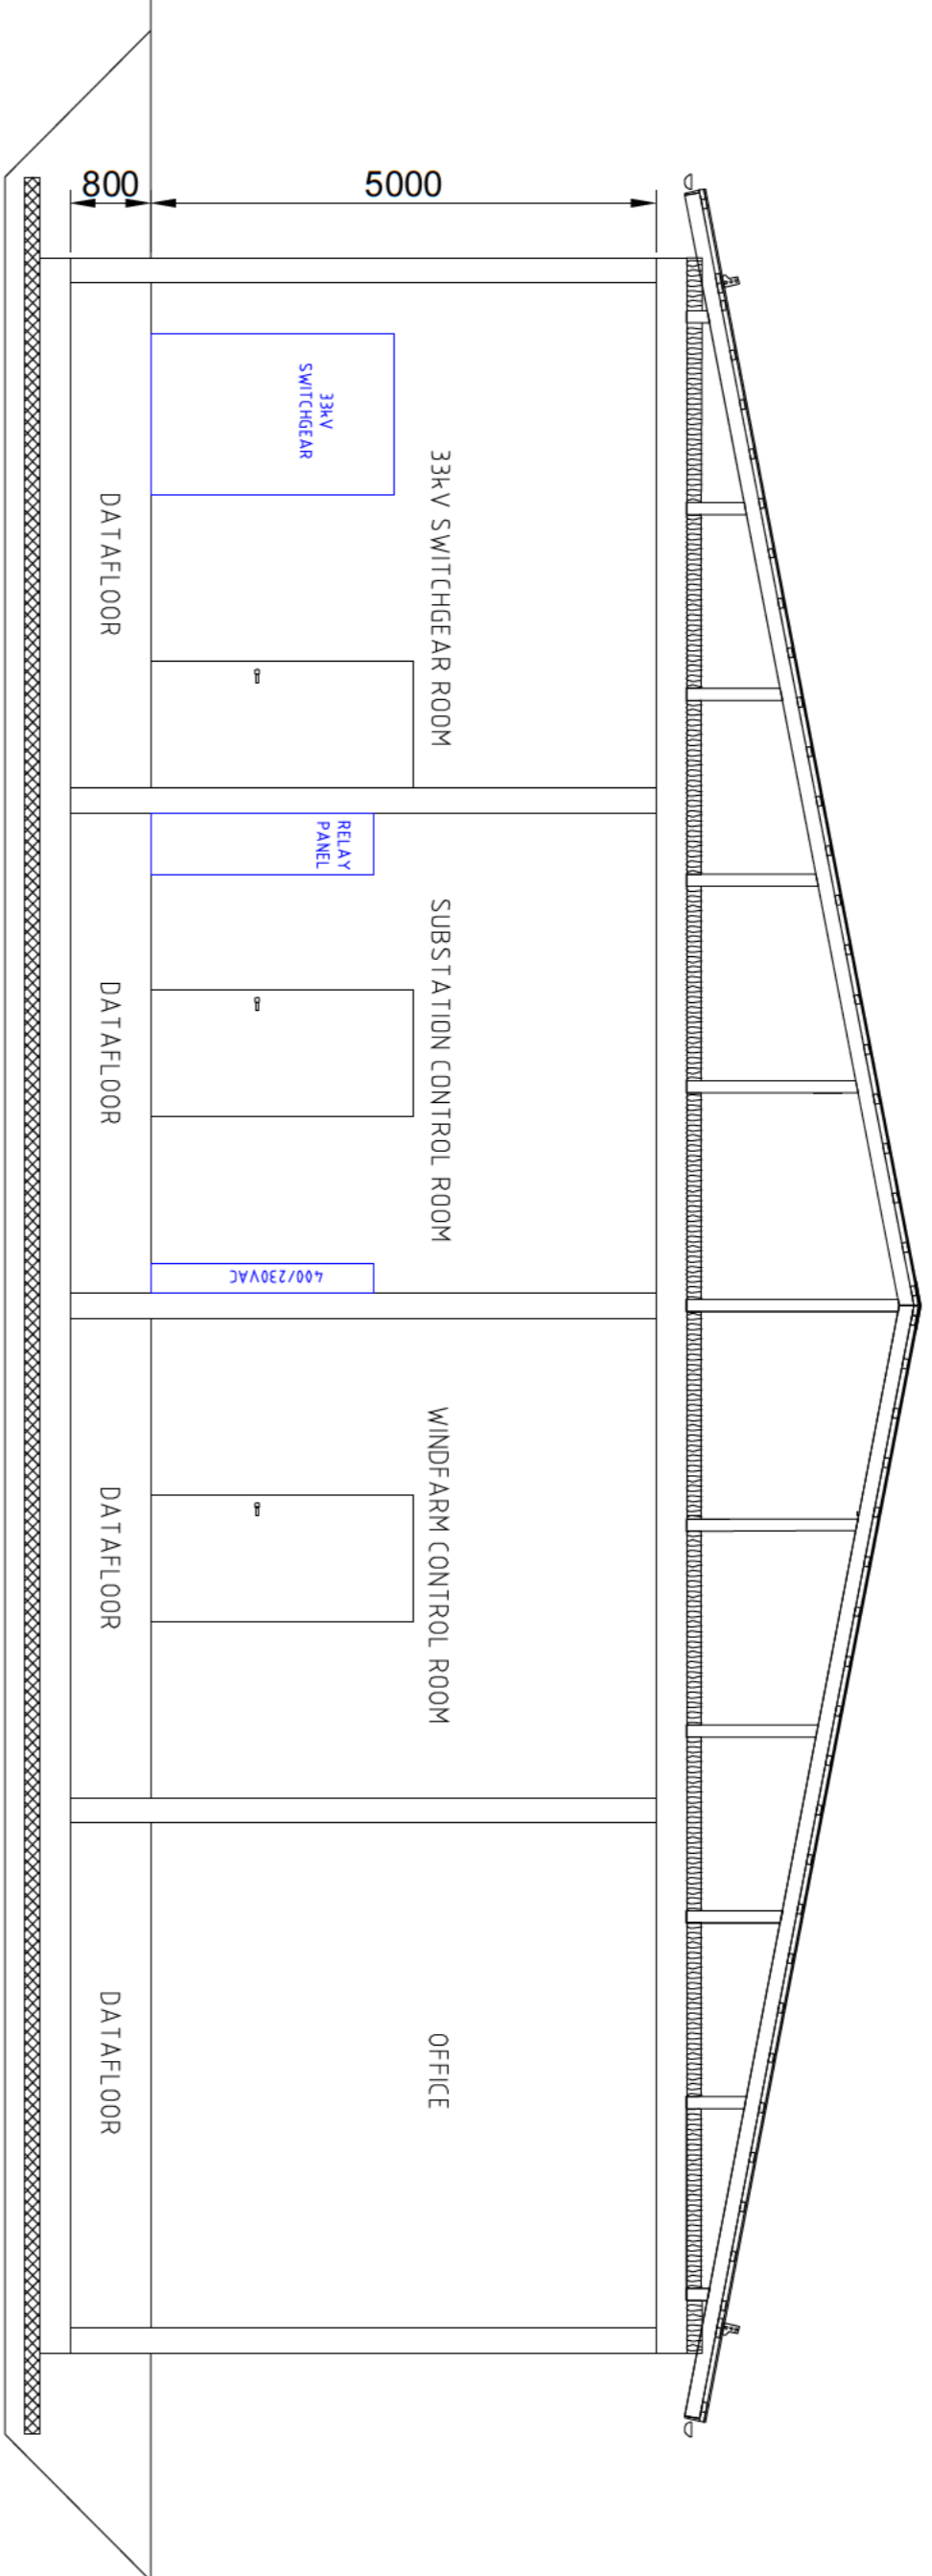 800
5000
33kV
SWITCHGEAR
33kV SWITCHGEAR ROOM
DATAFLOOR
RELAY
PANEL
SUBSTATION CONTROL ROOM
DATAFLOOR
400/230VAC
WINDFARM CONTROL ROOM
DATAFLOOR
OFFICE
DATAFLOOR